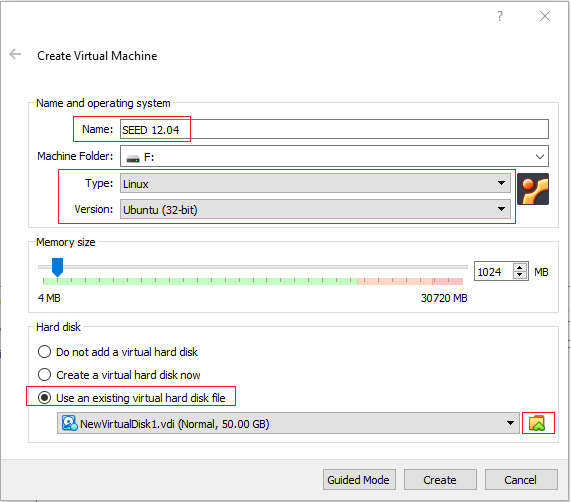 ?
Create Virtual Machine
Name and operating system
Name: SEED 12.04
Machine Folder: F:
Type: Linux
Version: Ubuntu (32-bit)
Memory size
1024 MB
4 MB 30720 MB
Hard disk
Do not add a virtual hard disk
Create a virtual hard disk now
Use an existing virtual hard disk file
NewVirtualDisk1.vdi (Normal, 50.00 GB)
Guided Mode Create Cancel